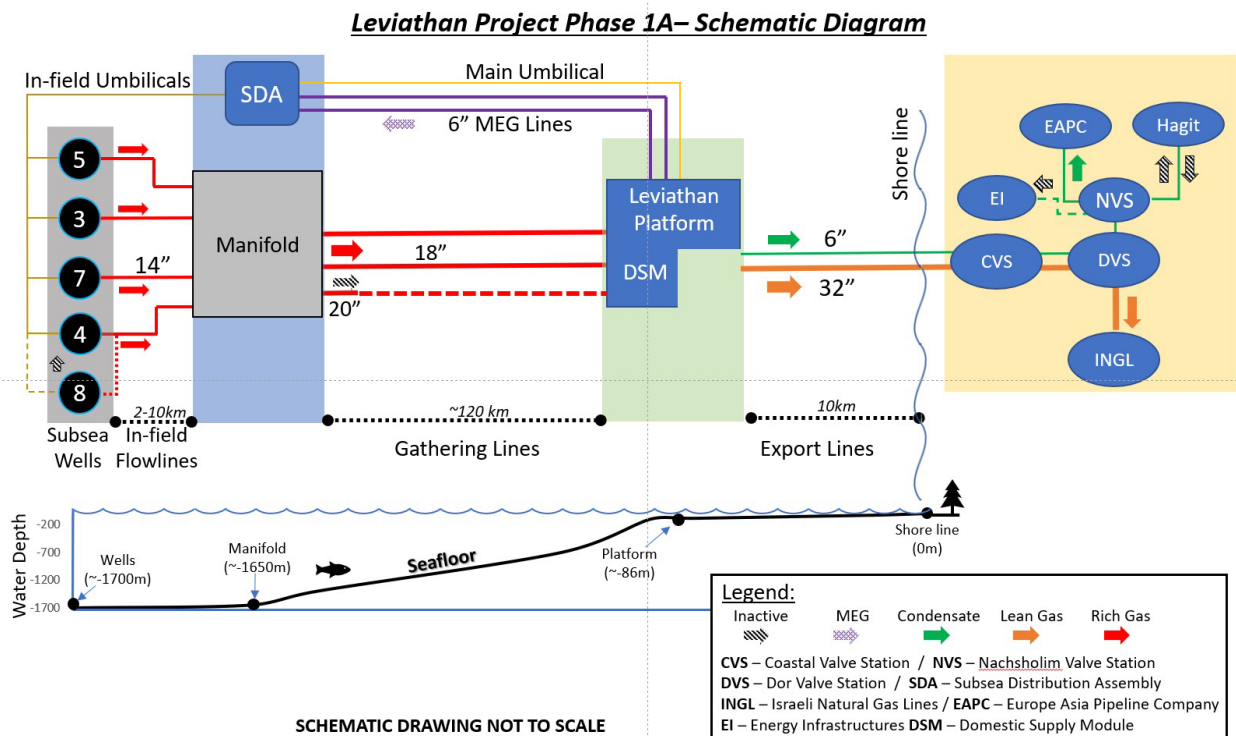 Leviathan Project Phase 1A– Schematic Diagram
In-field Umbilicals
SDA
Main Umbilical
6” MEG Lines
Shore line
EAPC
Hagit
EI
NVS
5
3
7
4
8
14”
Manifold
18”
20”
Leviathan
Platform
DSM
6”
32”
CVS
DVS
INGL
2-10km
~120 km
10km
Subsea
Wells
In-field
Flowlines
Gathering Lines
Export Lines
Water Depth
-200
-700
-1200
-1700
Wells
(~-1700m)
Manifold
(~-1650m)
Seafloor
Platform
(~-86m)
Shore line
(0m)
Legend:
Inactive MEG Condensate Lean Gas Rich Gas
CVS – Coastal Valve Station / NVS – Nachsholim Valve Station
DVS – Dor Valve Station / SDA – Subsea Distribution Assembly
INGL – Israeli Natural Gas Lines / EAPC – Europe Asia Pipeline Company
EI – Energy Infrastructures DSM – Domestic Supply Module
SCHEMATIC DRAWING NOT TO SCALE